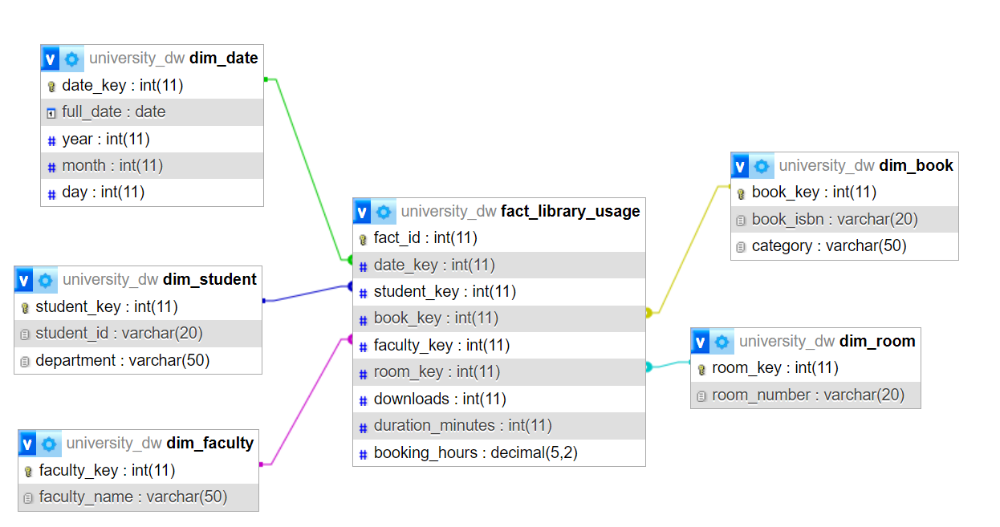 university_dw dim_date
date_key : int(11)
full_date : date
year : int(11)
month : int(11)
day : int(11)
university_dw dim_student
student_key : int(11)
student_id : varchar(20)
department : varchar(50)
university_dw dim_faculty
faculty_key : int(11)
faculty_name : varchar(50)
university_dw fact_library_usage
fact_id : int(11)
date_key : int(11)
student_key : int(11)
book_key : int(11)
faculty_key : int(11)
room_key : int(11)
downloads : int(11)
duration_minutes : int(11)
booking_hours : decimal(5,2)
university_dw dim_book
book_key : int(11)
book_isbn : varchar(20)
category : varchar(50)
university_dw dim_room
room_key : int(11)
room_number : varchar(20)